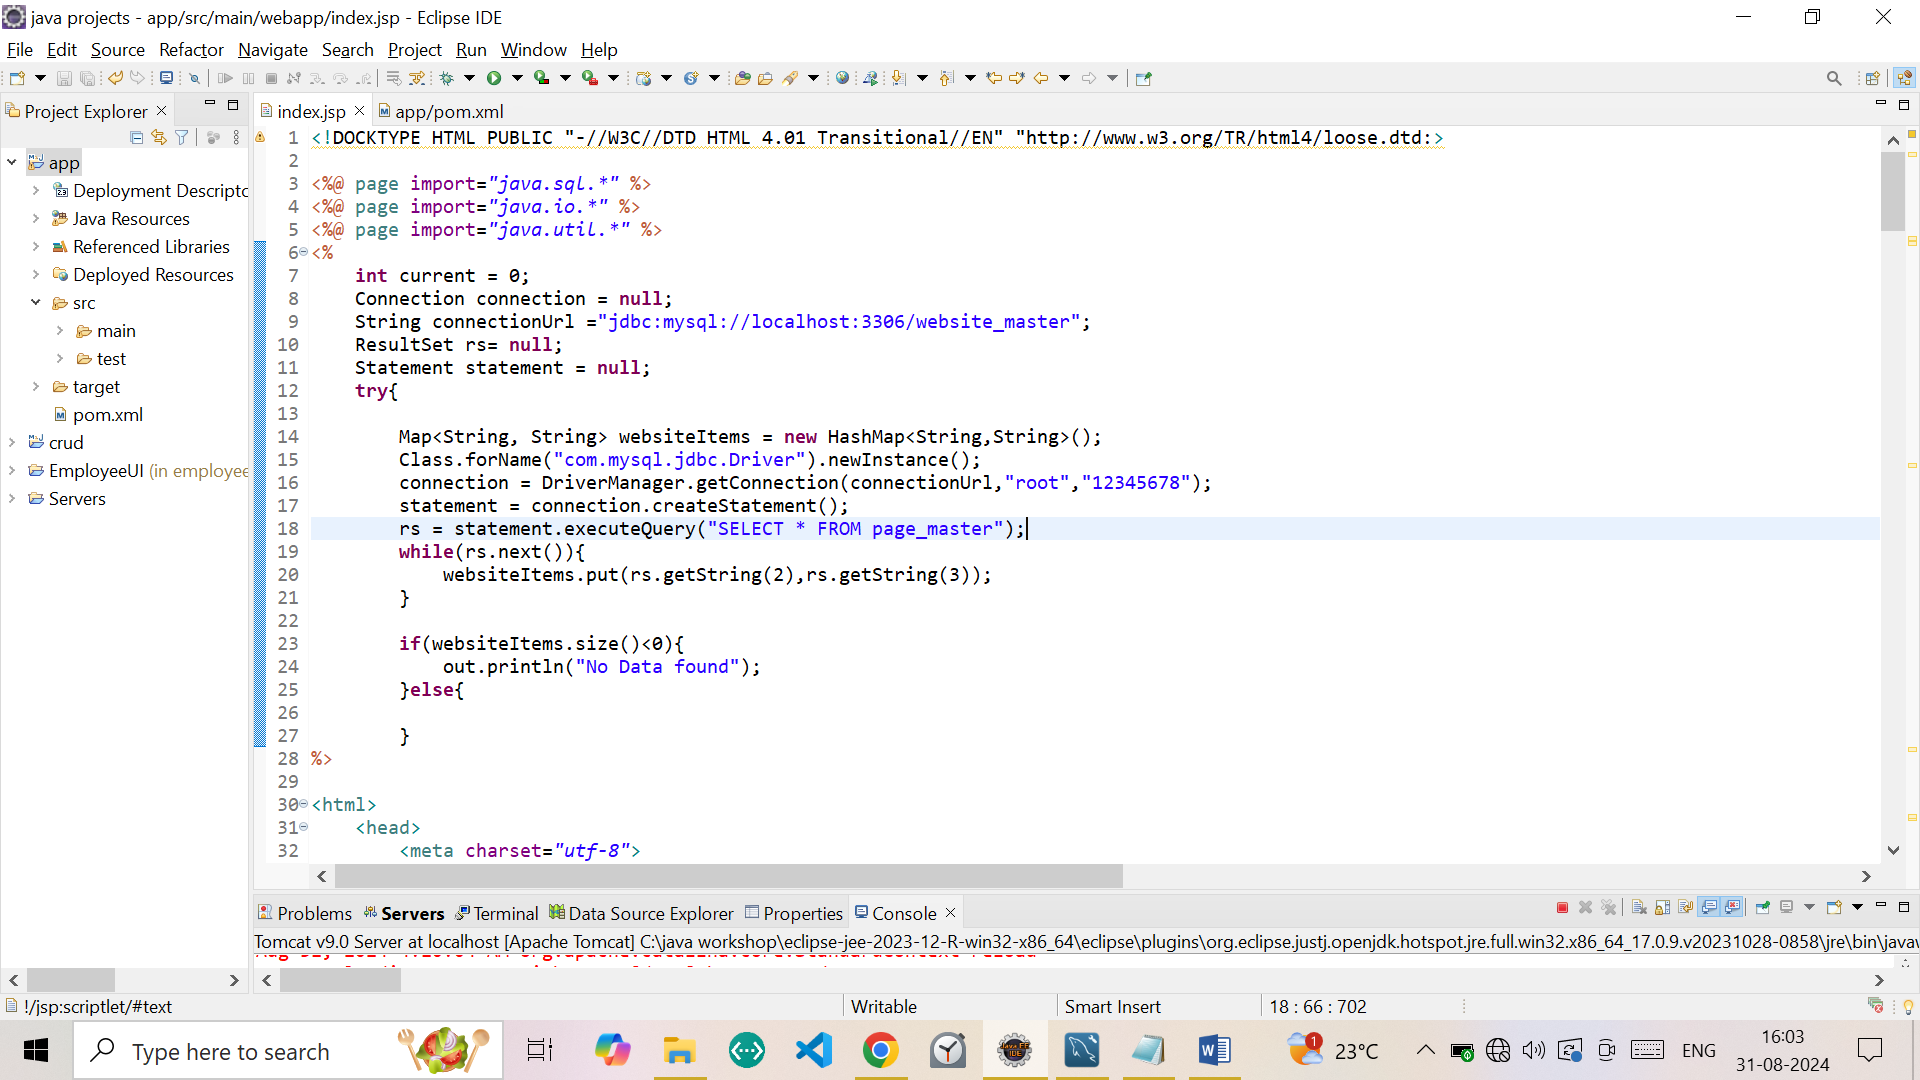 java projects - app/src/main/webapp/index.jsp - Eclipse IDE
File Edit Source Refactor Navigate Search Project Run Window Help
Project Explorer
index.jsp
app/pom.xml
app
Deployment Descripto
Java Resources
Referenced Libraries
Deployed Resources
src
main
test
target
pom.xml
crud
EmployeeUI (in employee
Servers
1 <!DOCKTYPE HTML PUBLIC "-//W3C//DTD HTML 4.01 Transitional//EN" "http://www.w3.org/TR/html4/loose.dtd:>
2
3 <%@ page import="java.sql.*" %>
4 <%@ page import="java.io.*" %>
5 <%@ page import="java.util.*" %>
6 <%
7 int current = 0;
8 Connection connection = null;
9 String connectionUrl ="jdbc:mysql://localhost:3306/website_master";
10 ResultSet rs= null;
11 Statement statement = null;
12 try{
13
14 Map<String, String> websiteItems = new HashMap<String,String>();
15 Class.forName("com.mysql.jdbc.Driver").newInstance();
16 connection = DriverManager.getConnection(connectionUrl,"root","12345678");
17 statement = connection.createStatement();
18 rs = statement.executeQuery("SELECT * FROM page_master");
19 while(rs.next()){
20 websiteItems.put(rs.getString(2),rs.getString(3));
21 }
22
23 if(websiteItems.size()<0){
24 out.println("No Data found");
25 }else{
26
27 }
28 %>
29
30 <html>
31 <head>
32 <meta charset="utf-8">
Problems Servers Terminal Data Source Explorer Properties Console
Tomcat v9.0 Server at localhost [Apache Tomcat] C:\java workshop\eclipse-jee-2023-12-R-win32-x86_64\eclipse\plugins\org.eclipse.justj.openjdk.hotspot.jre.full.win32.x86_64_17.0.9.v20231028-0858\jre\bin\java
!/jsp:scriptlet/#text
Writable
Smart Insert
18 : 66 : 702
Type here to search
1
23°C
ENG
16:03
31-08-2024